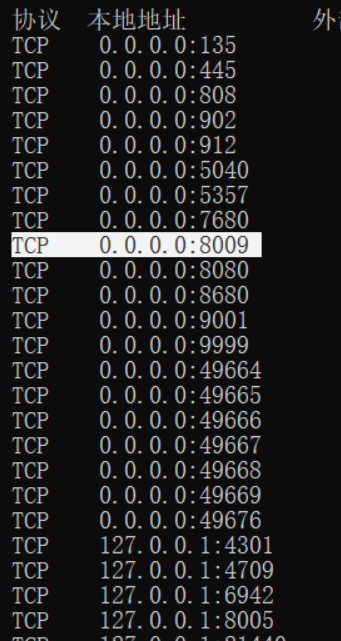 协议 本地地址 外
TCP 0.0.0.0:135
TCP 0.0.0.0:445
TCP 0.0.0.0:808
TCP 0.0.0.0:902
TCP 0.0.0.0:912
TCP 0.0.0.0:5040
TCP 0.0.0.0:5357
TCP 0.0.0.0:7680
TCP 0.0.0.0:8009
TCP 0.0.0.0:8080
TCP 0.0.0.0:8680
TCP 0.0.0.0:9001
TCP 0.0.0.0:9999
TCP 0.0.0.0:49664
TCP 0.0.0.0:49665
TCP 0.0.0.0:49666
TCP 0.0.0.0:49667
TCP 0.0.0.0:49668
TCP 0.0.0.0:49669
TCP 0.0.0.0:49676
TCP 127.0.0.1:4301
TCP 127.0.0.1:4709
TCP 127.0.0.1:6942
TCP 127.0.0.1:8005